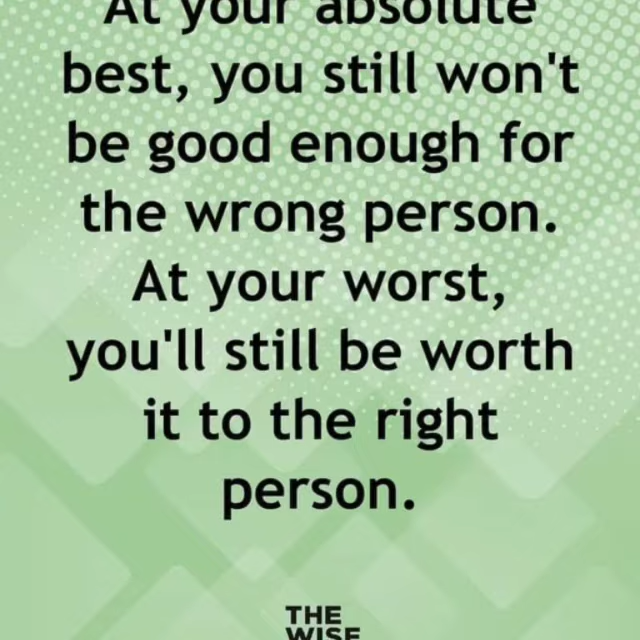 At your absolute
best, you still won't
be good enough for
the wrong person.
At your worst,
you'll still be worth
it to the right
person.
THE
WISE